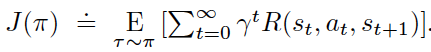 J(π) ≐ E_{τ∼π} [∑_{t=0}^{∞} γ^t R(s_t, a_t, s_{t+1})].